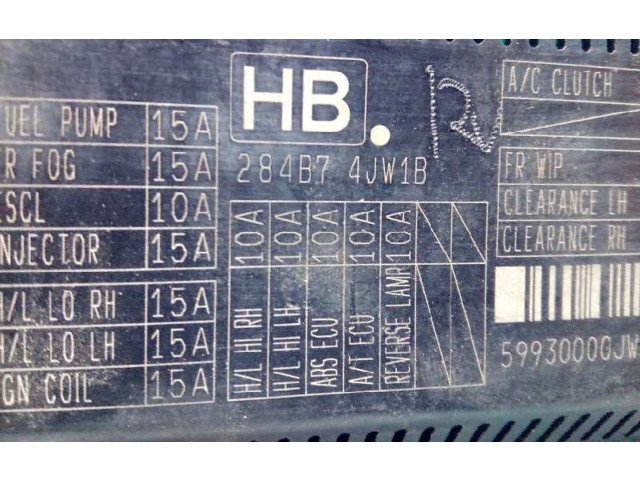 UEL PUMP 15A
R FOG 15A
ESCL 10A
NJECTOR 15A
H/L LO RH 15A
H/L LO LH 15A
GN COIL 15A
HB.
284B7 4JW1B
10A 10A 10A 10A 10A
H/L HI RH
H/L HI LH
ABS ECU
A/T ECU
REVERSE LAMP
A/C CLUTCH
FR WIP
CLEARANCE LH
CLEARANCE RH
5993000GJW